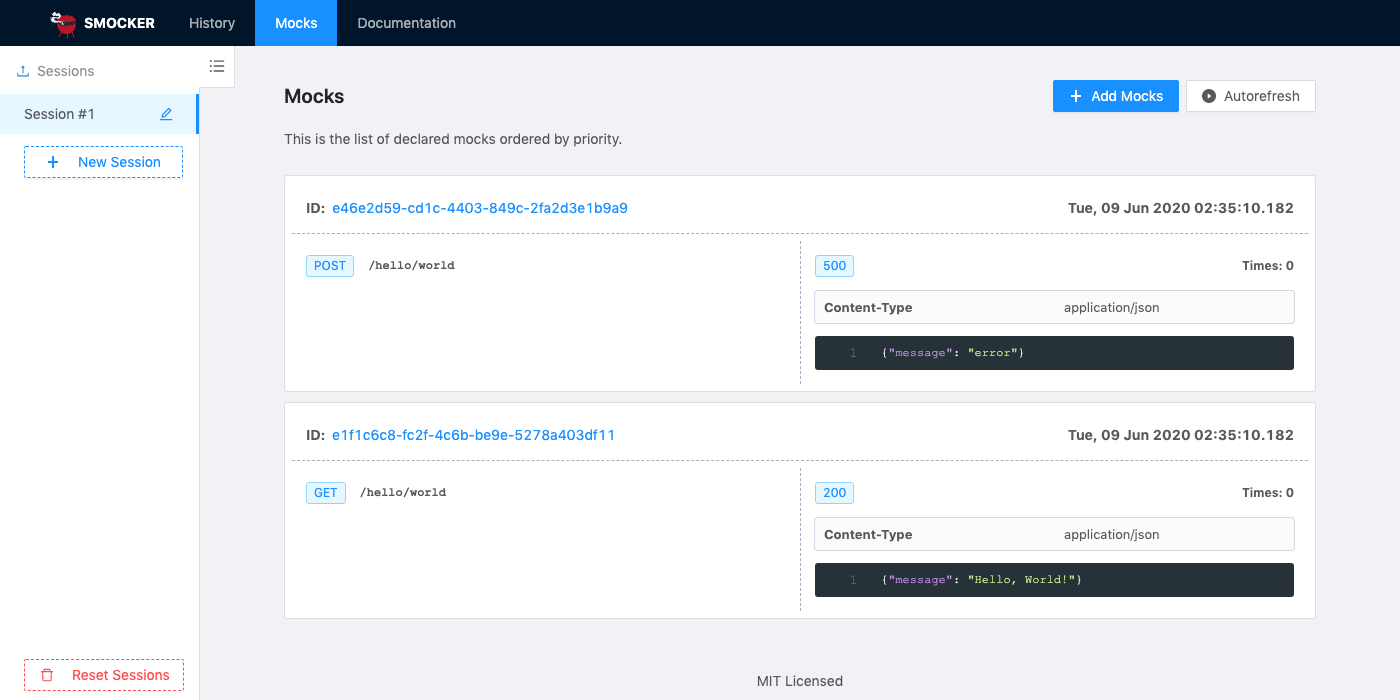 SMOCKER History Mocks Documentation
Sessions
Session #1
New Session
Reset Sessions
Mocks
Add Mocks Autorefresh
This is the list of declared mocks ordered by priority.
ID: e46e2d59-cd1c-4403-849c-2fa2d3e1b9a9 Tue, 09 Jun 2020 02:35:10.182
POST /hello/world
500 Times: 0
Content-Type application/json
1 {"message": "error"}
ID: e1f1c6c8-fc2f-4c6b-be9e-5278a403df11 Tue, 09 Jun 2020 02:35:10.182
GET /hello/world
200 Times: 0
Content-Type application/json
1 {"message": "Hello, World!"}
MIT Licensed